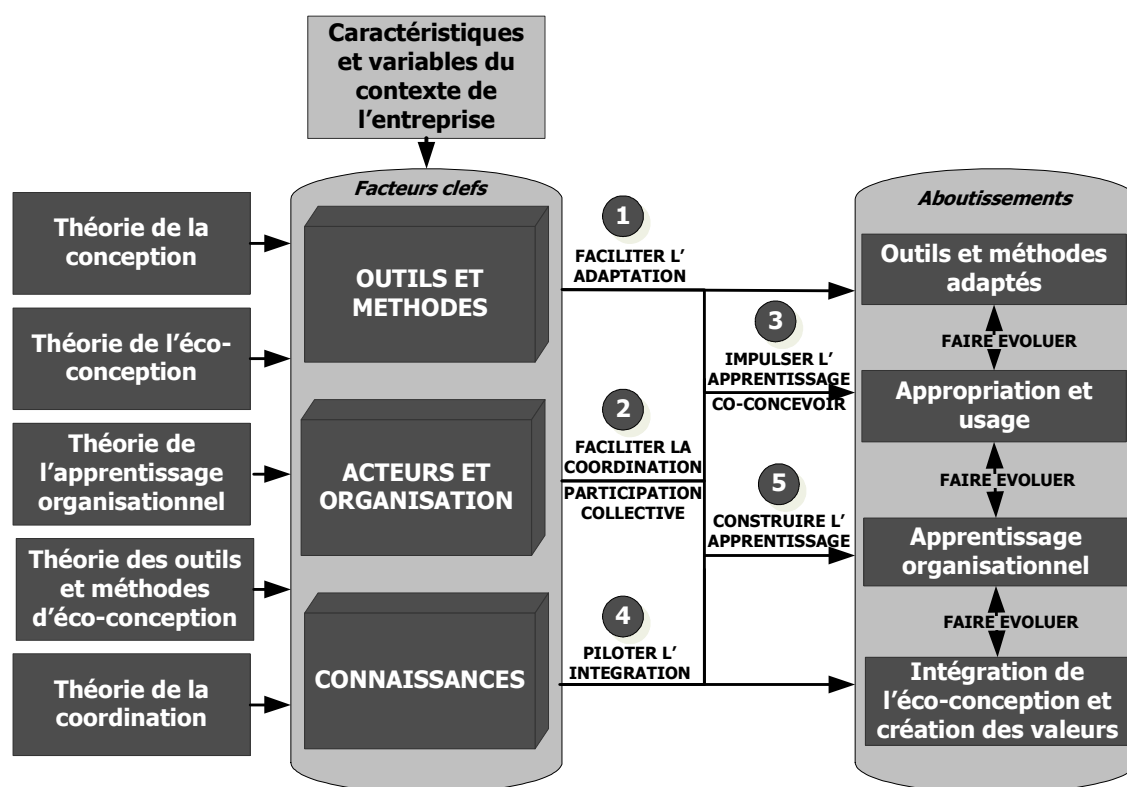 Caractéristiques
et variables du
contexte de
l'entreprise
Facteurs clefs
Aboutissements
Théorie de la
conception
Théorie de l'éco-
conception
Théorie de
l'apprentissage
organisationnel
Théorie des outils
et méthodes
d'éco-conception
Théorie de la
coordination
OUTILS ET
METHODES
ACTEURS ET
ORGANISATION
CONNAISSANCES
1
FACILITER L'
ADAPTATION
2
FACILITER LA
COORDINATION
PARTICIPATION
COLLECTIVE
4
PILOTER L'
INTEGRATION
3
IMPULSER L'
APPRENTISSAGE
CO-CONCEVOIR
5
CONSTRUIRE L'
APPRENTISSAGE
Outils et méthodes
adaptés
FAIRE EVOLUER
Appropriation et
usage
FAIRE EVOLUER
Apprentissage
organisationnel
FAIRE EVOLUER
Intégration de
l'éco-conception et
création des valeurs